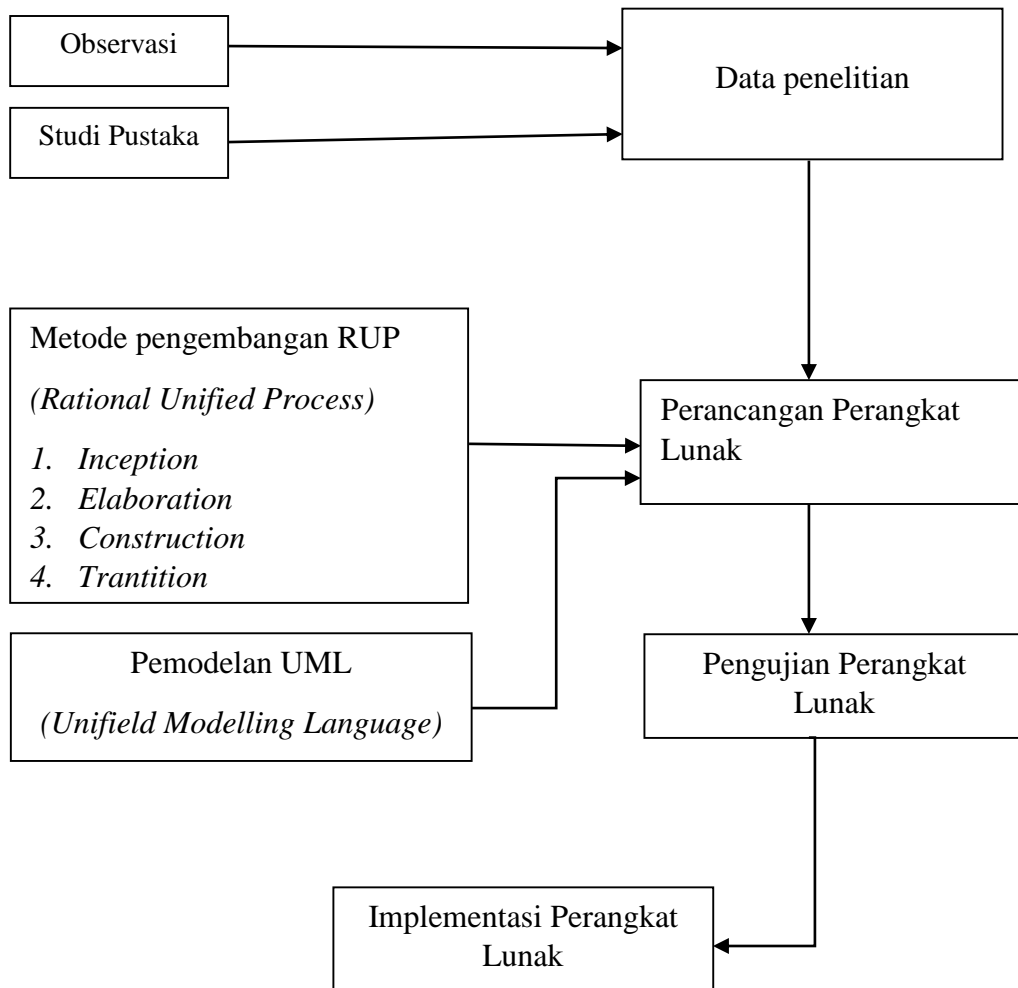 Observasi
Data penelitian
Studi Pustaka
Metode pengembangan RUP
(Rational Unified Process)
1. Inception
2. Elaboration
3. Construction
4. Trantition
Perancangan Perangkat
Lunak
Pemodelan UML
(Unifield Modelling Language)
Pengujian Perangkat
Lunak
Implementasi Perangkat
Lunak